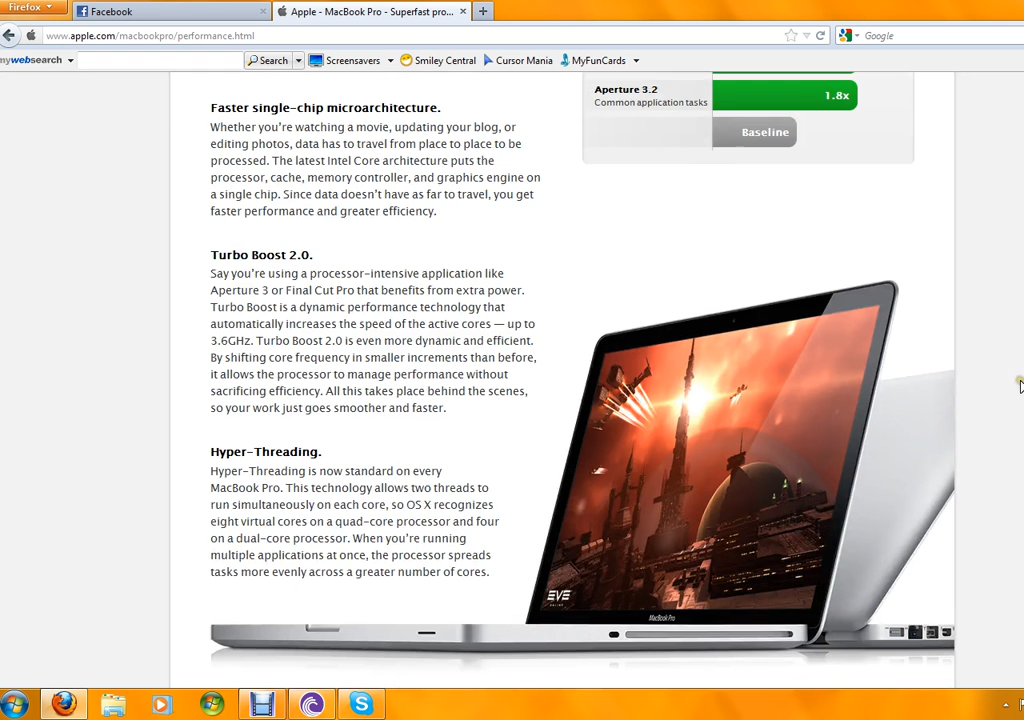 Firefox
Facebook
Apple - MacBook Pro - Superfast pro...
www.apple.com/macbookpro/performance.html
Google
mywebsearch
Search
Screensavers
Smiley Central
Cursor Mania
MyFunCards
Aperture 3.2
Common application tasks
1.8x
Baseline
Faster single-chip microarchitecture.
Whether you're watching a movie, updating your blog, or
editing photos, data has to travel from place to place to be
processed. The latest Intel Core architecture puts the
processor, cache, memory controller, and graphics engine on
a single chip. Since data doesn't have as far to travel, you get
faster performance and greater efficiency.
Turbo Boost 2.0.
Say you're using a processor-intensive application like
Aperture 3 or Final Cut Pro that benefits from extra power.
Turbo Boost is a dynamic performance technology that
automatically increases the speed of the active cores — up to
3.6GHz. Turbo Boost 2.0 is even more dynamic and efficient.
By shifting core frequency in smaller increments than before,
it allows the processor to manage performance without
sacrificing efficiency. All this takes place behind the scenes,
so your work just goes smoother and faster.
Hyper-Threading.
Hyper-Threading is now standard on every
MacBook Pro. This technology allows two threads to
run simultaneously on each core, so OS X recognizes
eight virtual cores on a quad-core processor and four
on a dual-core processor. When you're running
multiple applications at once, the processor spreads
tasks more evenly across a greater number of cores.
EVE
ONLINE
MacBook Pro